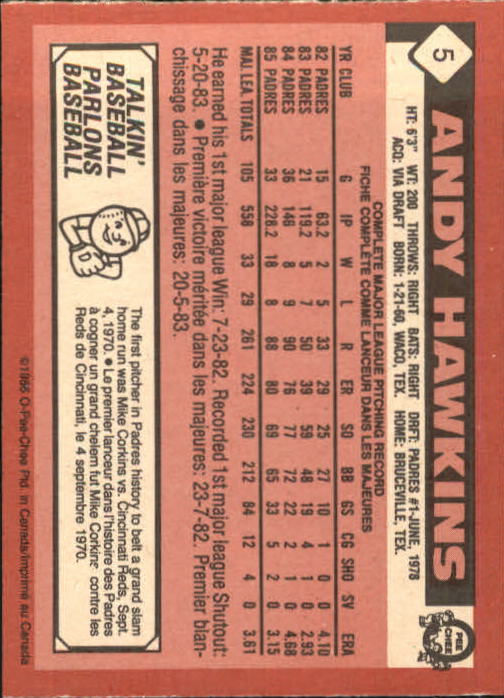 5
ANDY HAWKINS
HT: 6'3" WT: 200 THROWS: RIGHT BATS: RIGHT DRFT: PADRES #1-JUNE, 1978
ACQ: VIA DRAFT BORN: 1-21-60, WACO, TEX. HOME: BRUCEVILLE, TEX.
O PEE CHEE
COMPLETE MAJOR LEAGUE PITCHING RECORD
FICHE COMPLÈTE COMME LANCEUR DANS LES MAJEURES
YR CLUB G IP W L R ER SO BB GS CG SHO SV ERA
82 PADRES 15 63.2 2 5 33 29 25 27 10 1 0 0 4.10
83 PADRES 21 119.2 5 7 50 39 59 48 19 4 1 0 2.93
84 PADRES 36 146 8 9 90 76 77 72 22 2 1 0 4.68
85 PADRES 33 228.2 18 8 88 80 69 65 33 5 2 0 3.15
MAJ LEA TOTALS 105 558 33 29 261 224 230 212 84 12 4 0 3.61
He earned his 1st major league Win: 7-23-82. Recorded 1st major league Shutout:
5-20-83. ● Première victoire méritée dans les majeures: 23-7-82. Premier blan-
chissage dans les majeures: 20-5-83.
TALKIN'
BASEBALL
PARLONS
BASEBALL
The first pitcher in Padres history to belt a grand slam
home run was Mike Corkins vs. Cincinnati Reds, Sept.
4, 1970. ● Le premier lanceur dans l'histoire des Padres
à cogner un grand chelem fut Mike Corkins contre les
Reds de Cincinnati, le 4 septembre 1970.
©1986 O-Pee-Chee Ptd. in Canada/Imprimé au Canada